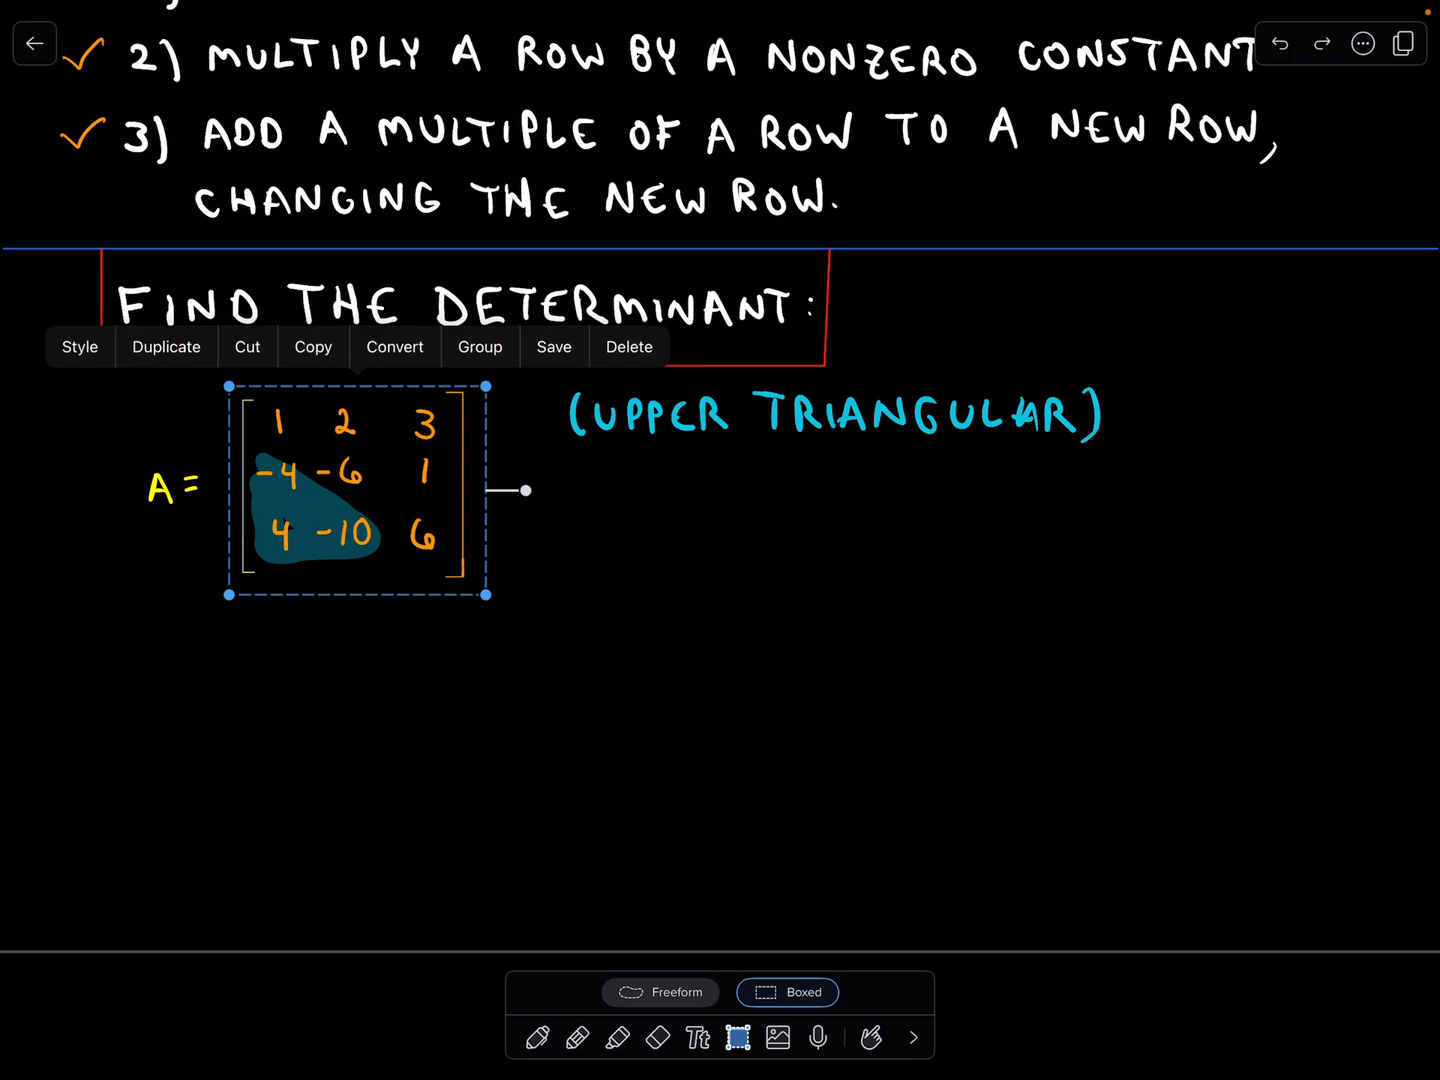 2) MULTIPLY A ROW BY A NONZERO CONSTANT
3) ADD A MULTIPLE OF A ROW TO A NEW ROW,
CHANGING THE NEW ROW.
FIND THE DETERMINANT:
Style Duplicate Cut Copy Convert Group Save Delete
(UPPER TRIANGULAR)
1 2 3
A = -4 -6 1
4 -10 6
Freeform Boxed
Tt